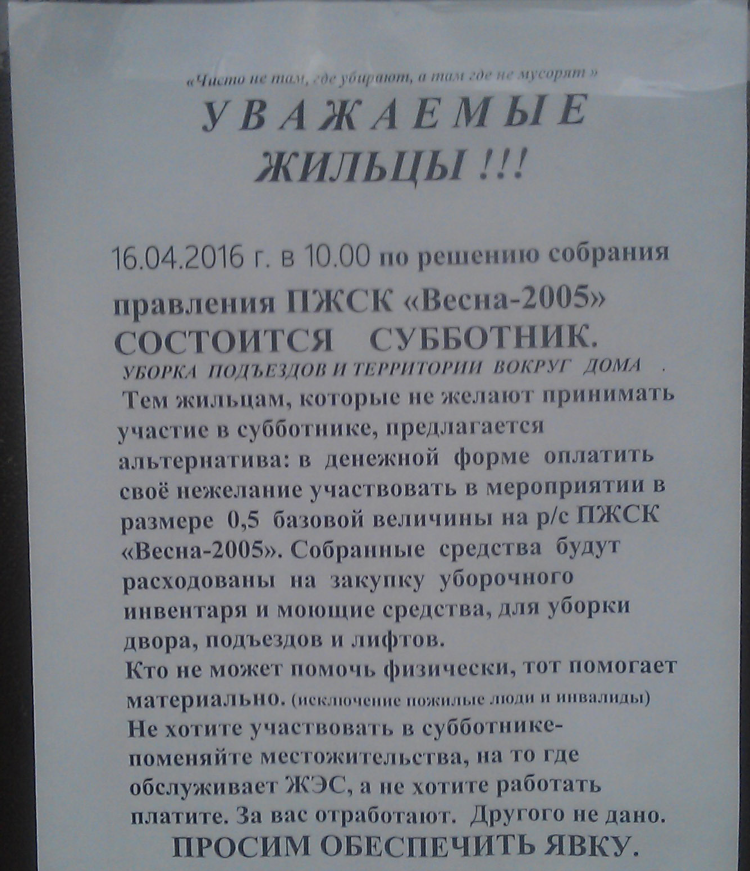 «Чисто не там, где убирают, а там где не мусорят»
УВАЖАЕМЫЕ
ЖИЛЬЦЫ !!!
16.04.2016 г. в 10.00 по решению собрания
правления ПЖСК «Весна-2005»
СОСТОИТСЯ СУББОТНИК.
УБОРКА ПОДЪЕЗДОВ И ТЕРРИТОРИИ ВОКРУГ ДОМА .
Тем жильцам, которые не желают принимать
участие в субботнике, предлагается
альтернатива: в денежной форме оплатить
своё нежелание участвовать в мероприятии в
размере 0,5 базовой величины на р/с ПЖСК
«Весна-2005». Собранные средства будут
расходованы на закупку уборочного
инвентаря и моющие средства, для уборки
двора, подъездов и лифтов.
Кто не может помочь физически, тот помогает
материально. (исключение пожилые люди и инвалиды)
Не хотите участвовать в субботнике-
поменяйте местожительства, на то где
обслуживает ЖЭС, а не хотите работать
платите. За вас отработают. Другого не дано.
ПРОСИМ ОБЕСПЕЧИТЬ ЯВКУ.